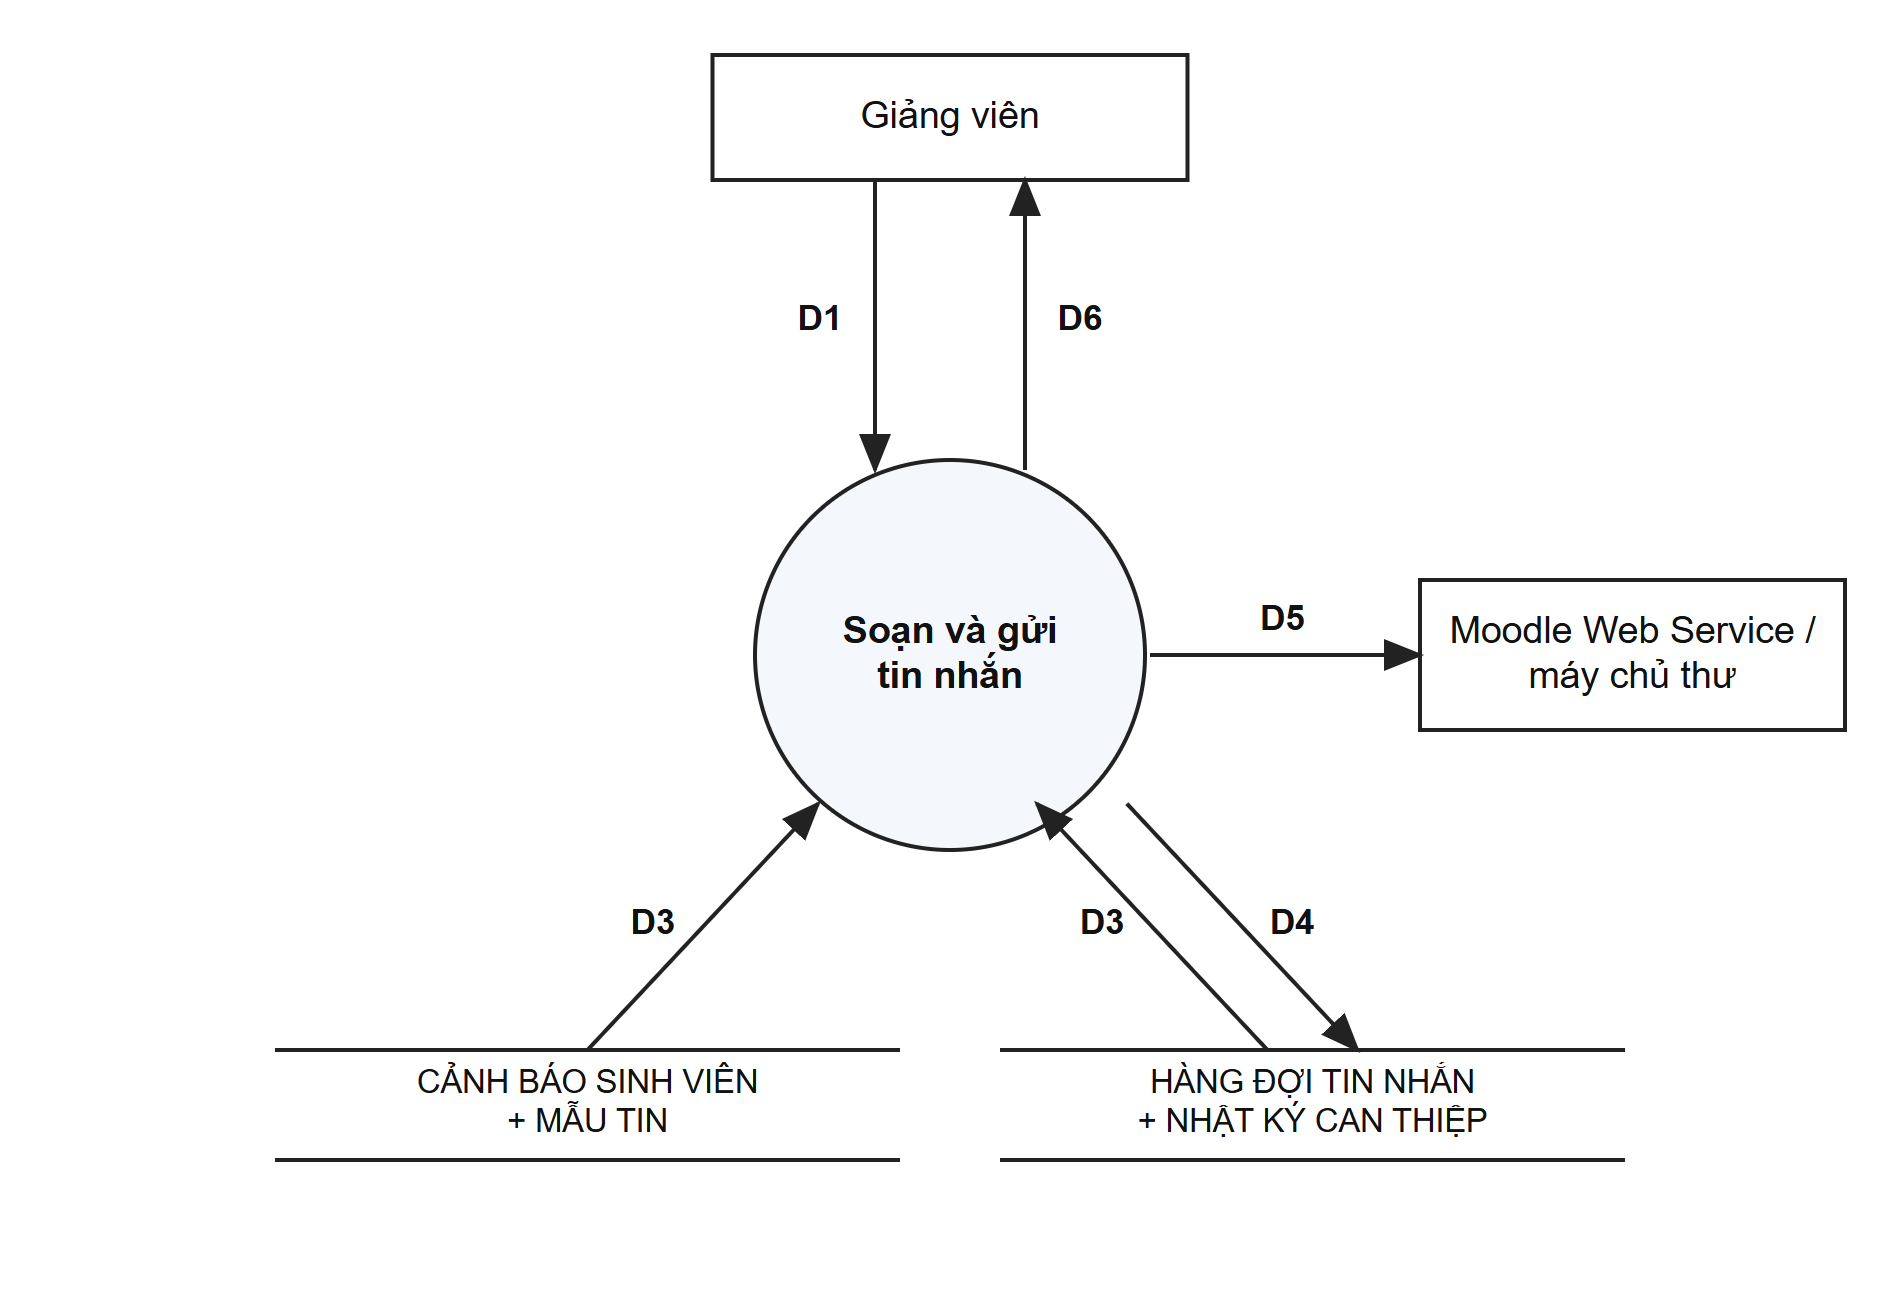 Giảng viên
D1
D6
Soạn và gửi
tin nhắn
D5
Moodle Web Service /
máy chủ thư
D3
D3
D4
CẢNH BÁO SINH VIÊN
+ MẪU TIN
HÀNG ĐỢI TIN NHẮN
+ NHẬT KÝ CAN THIỆP